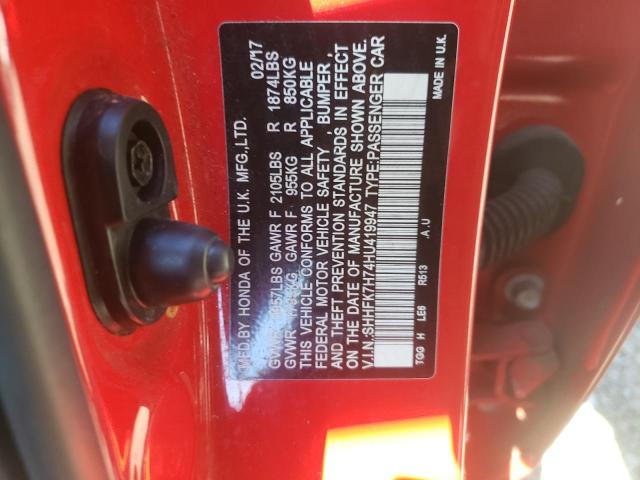 MFD.BY HONDA OF THE U.K. MFG.,LTD. 02/17
GVWR LBS GAWR F 2105LBS R 1874LBS
GVWR KG GAWR F 955KG R 850KG
THIS VEHICLE CONFORMS TO ALL APPLICABLE
FEDERAL MOTOR VEHICLE SAFETY , BUMPER ,
AND THEFT PREVENTION STANDARDS IN EFFECT
ON THE DATE OF MANUFACTURE SHOWN ABOVE.
V.I.N.SHHFK7H74HU419947 TYPE:PASSENGER CAR
TGG H LE6 R513 .A.U MADE IN U.K.